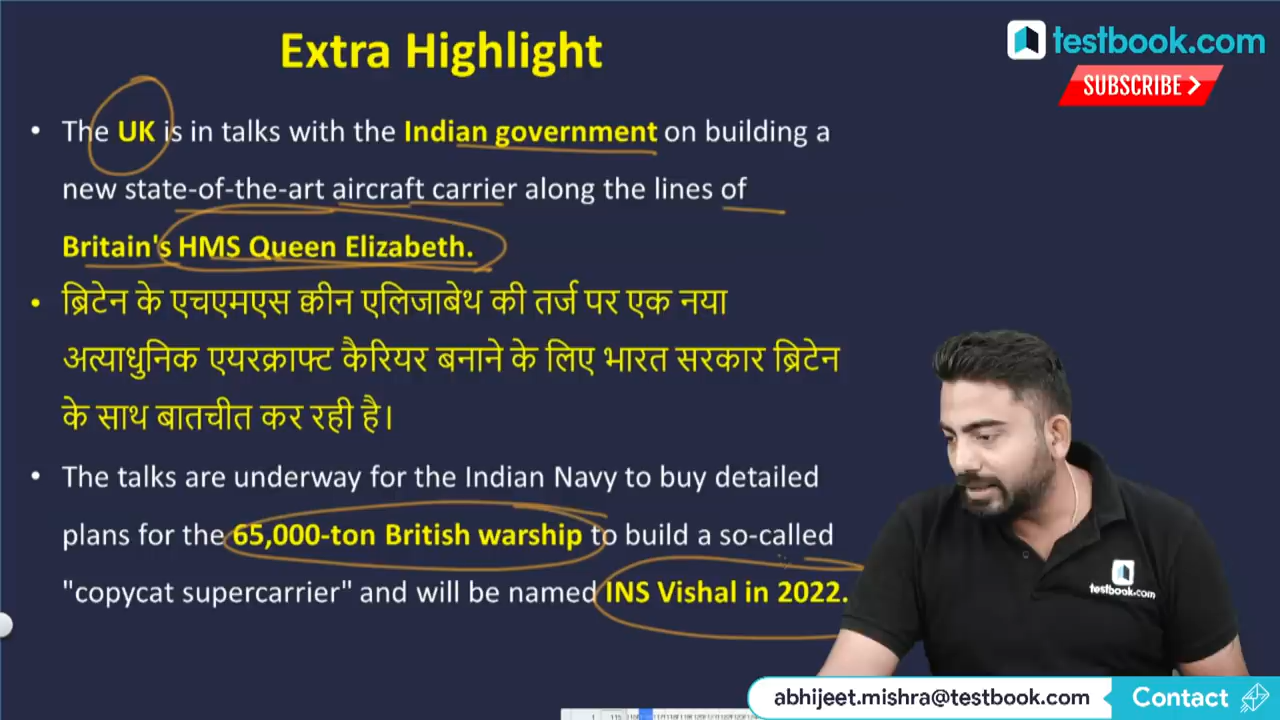 Extra Highlight
testbook.com
SUBSCRIBE
• The UK is in talks with the Indian government on building a
new state-of-the-art aircraft carrier along the lines of
Britain's HMS Queen Elizabeth.
• ब्रिटेन के एचएमएस क्वीन एलिजाबेथ की तर्ज पर एक नया
अत्याधुनिक एयरक्राफ्ट कैरियर बनाने के लिए भारत सरकार ब्रिटेन
के साथ बातचीत कर रही है।
• The talks are underway for the Indian Navy to buy detailed
plans for the 65,000-ton British warship to build a so-called
"copycat supercarrier" and will be named INS Vishal in 2022.
testbook.com
abhijeet.mishra@testbook.com
Contact